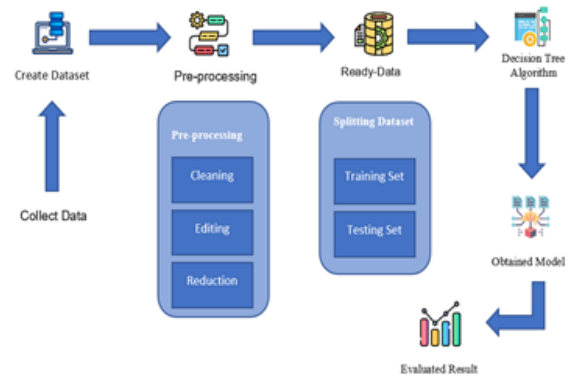 Create Dataset
Pre-processing
Ready-Data
Decision Tree
Algorithm
Collect Data
Pre-processing
Cleaning
Editing
Reduction
Splitting Dataset
Training Set
Testing Set
Obtained Model
Evaluated Result